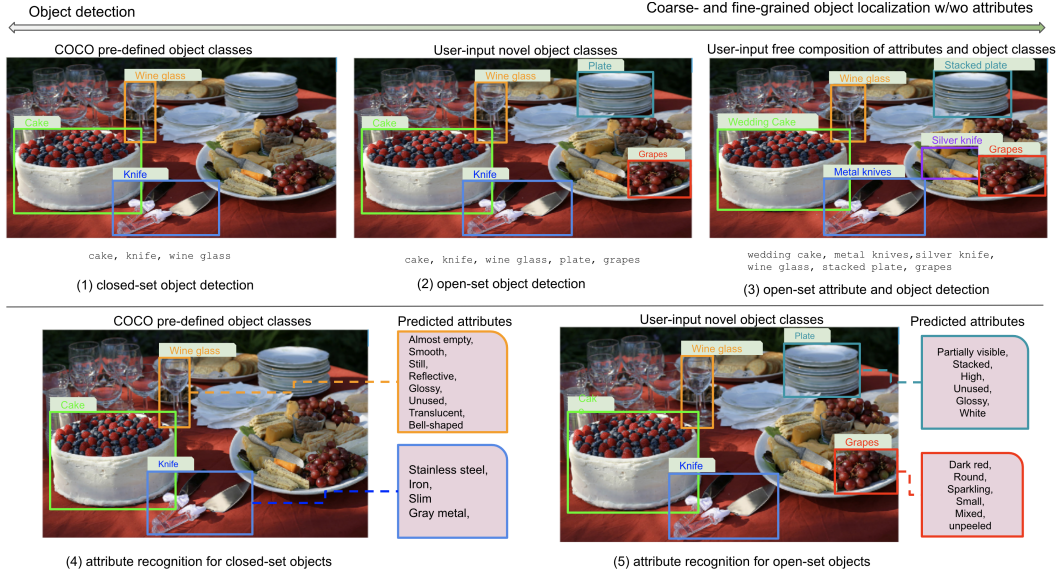 Object detection
Coarse- and fine-grained object localization w/wo attributes
COCO pre-defined object classes
User-input novel object classes
User-input free composition of attributes and object classes
Wine glass
Cake
Knife
Wine glass
Plate
Cake
Grapes
Knife
Wine glass
Stacked plate
Wedding Cake
Silver knife
Grapes
Metal knives
cake, knife, wine glass
cake, knife, wine glass, plate, grapes
wedding cake, metal knives,silver knife,
wine glass, stacked plate, grapes
(1) closed-set object detection
(2) open-set object detection
(3) open-set attribute and object detection
COCO pre-defined object classes
Predicted attributes
Wine glass
Cake
Knife
Almost empty,
Smooth,
Still,
Reflective,
Glossy,
Unused,
Translucent,
Bell-shaped
Stainless steel,
Iron,
Slim
Gray metal,
(4) attribute recognition for closed-set objects
User-input novel object classes
Predicted attributes
Plate
Wine glass
Cak
Grapes
Knife
Partially visible,
Stacked,
High,
Unused,
Glossy,
White
Dark red,
Round,
Sparkling,
Small,
Mixed,
unpeeled
(5) attribute recognition for open-set objects